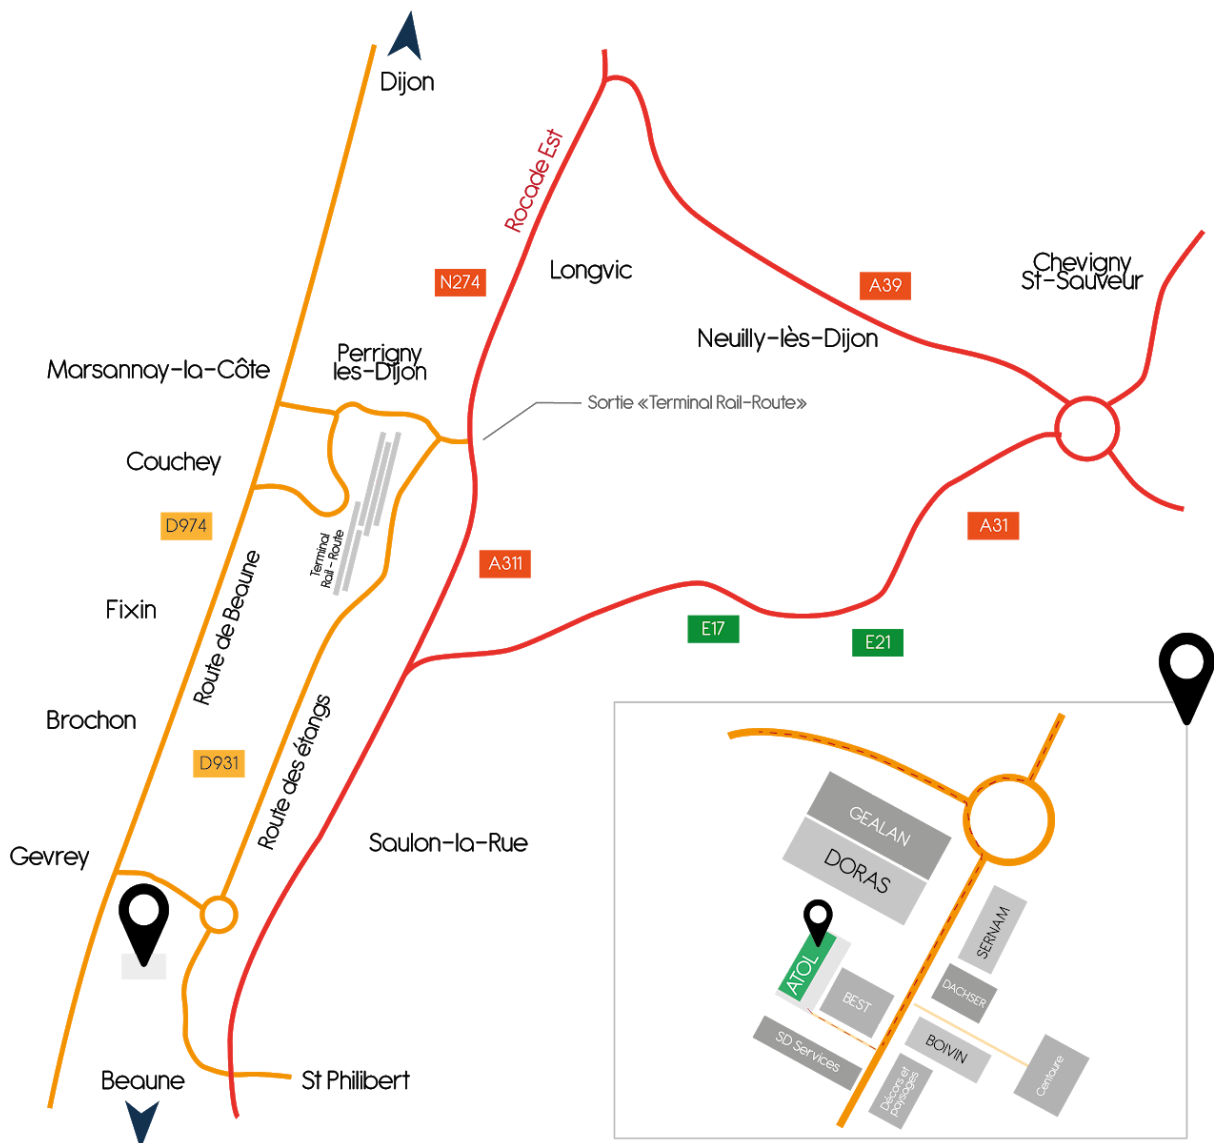 Dijon
Rocade Est
Longvic
N274
A39
Chevigny
St-Sauveur
Neuilly-lès-Dijon
Marsannay-la-Côte
Perrigny
les-Dijon
Sortie «Terminal Rail-Route»
Couchey
D974
Terminal
Rail - Route
A311
A31
Fixin
Route de Beaune
E17
E21
Brochon
D931
Route des étangs
Gevrey
Saulon-la-Rue
Beaune
St Philibert
GEALAN
DORAS
SERNAM
ATOL
BEST
DACHSER
SD Services
BOIVIN
Décors et
paysages
Centaure